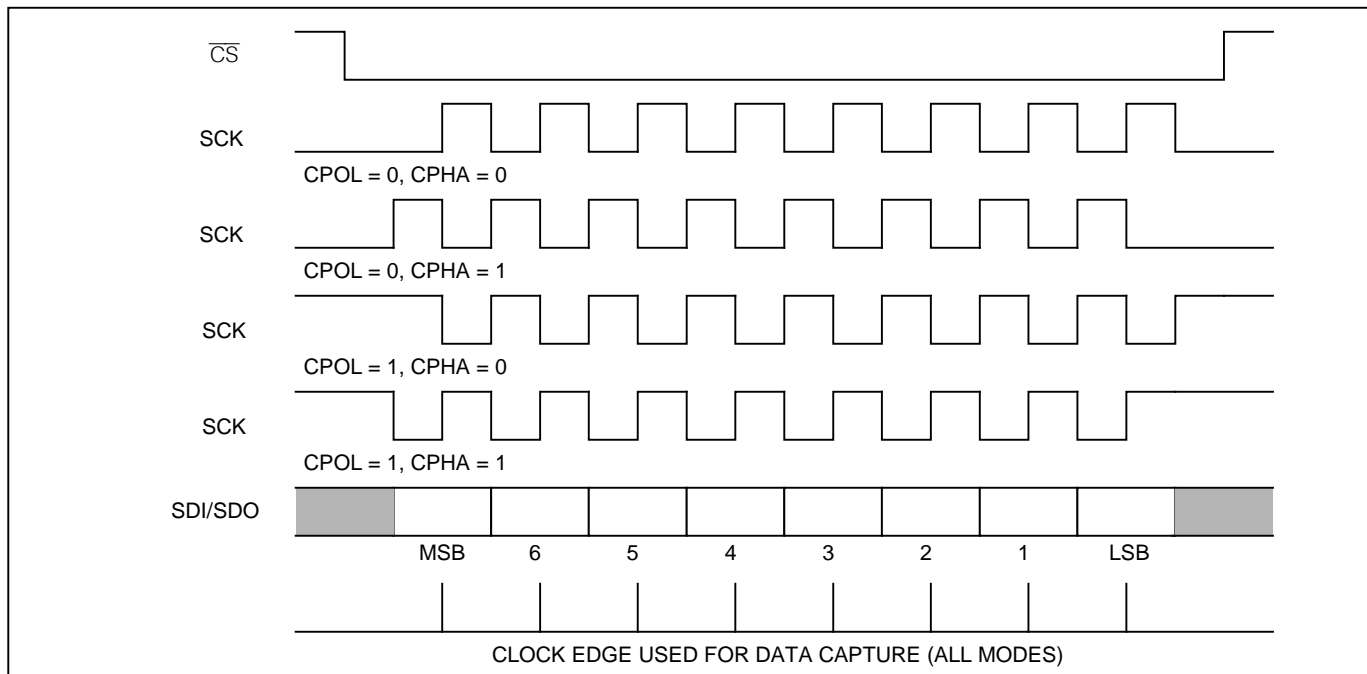 CS
SCK
CPOL = 0, CPHA = 0
SCK
CPOL = 0, CPHA = 1
SCK
CPOL = 1, CPHA = 0
SCK
CPOL = 1, CPHA = 1
SDI/SDO
MSB 6 5 4 3 2 1 LSB
CLOCK EDGE USED FOR DATA CAPTURE (ALL MODES)